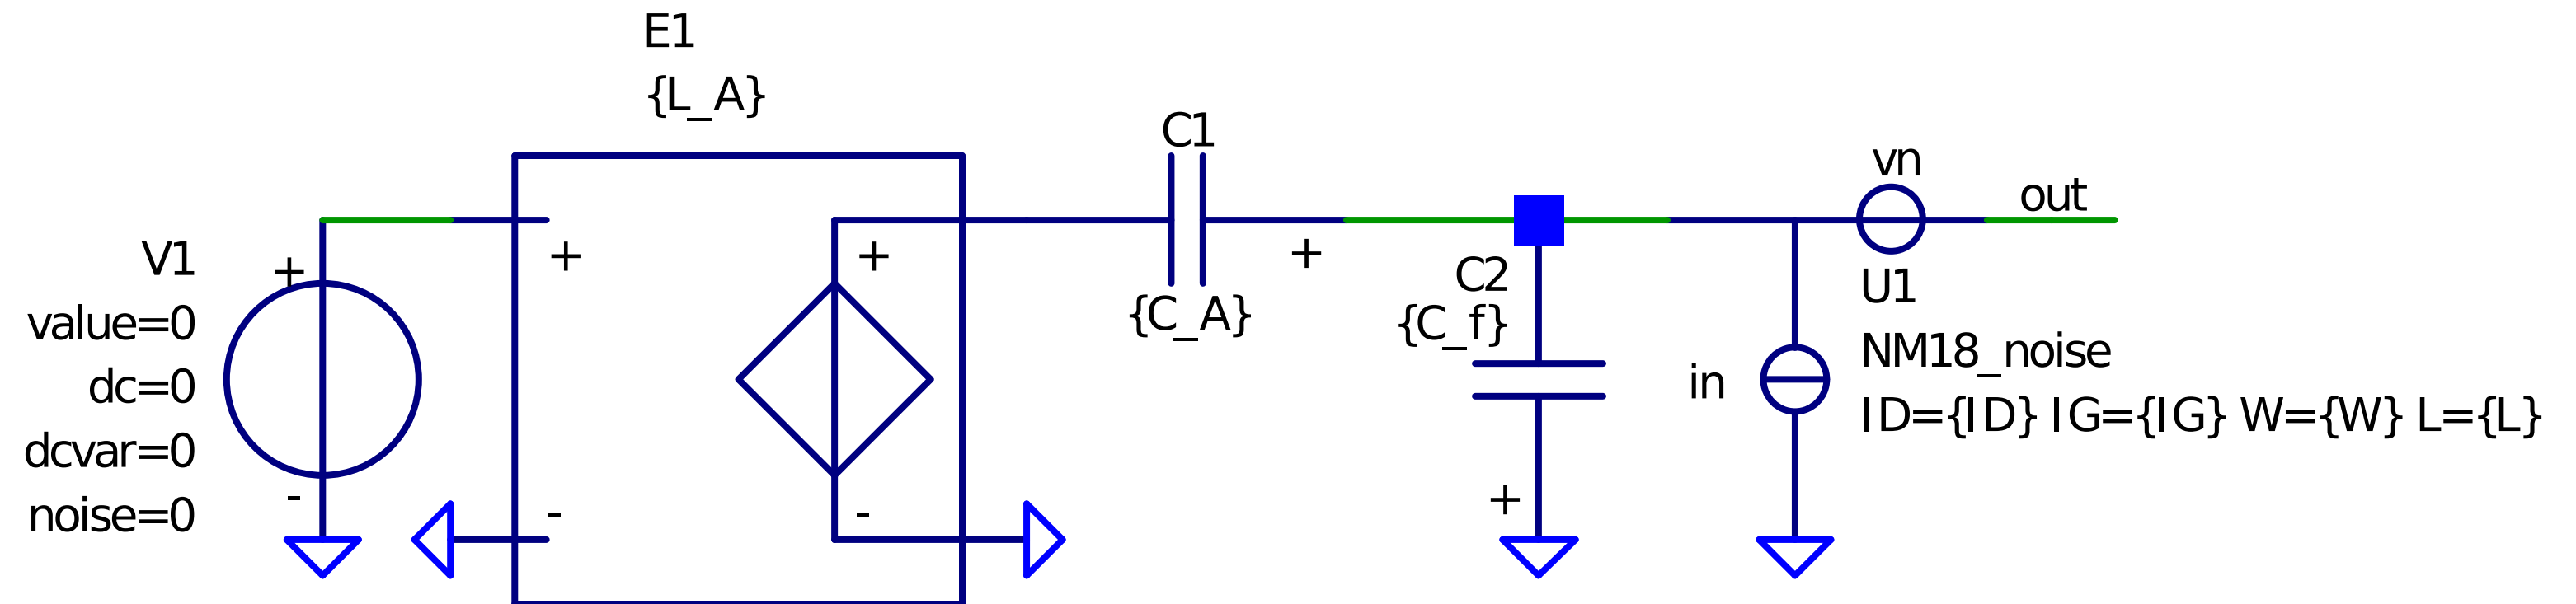 E1
{L_A}
C1
{C_A}
+
V1
value=0
dc=0
dcvar=0
noise=0
+
-
+
-
+
-
C2
{C_f}
+
in
vn
out
U1
NM18_noise
ID={ID} IG={IG} W={W} L={L}